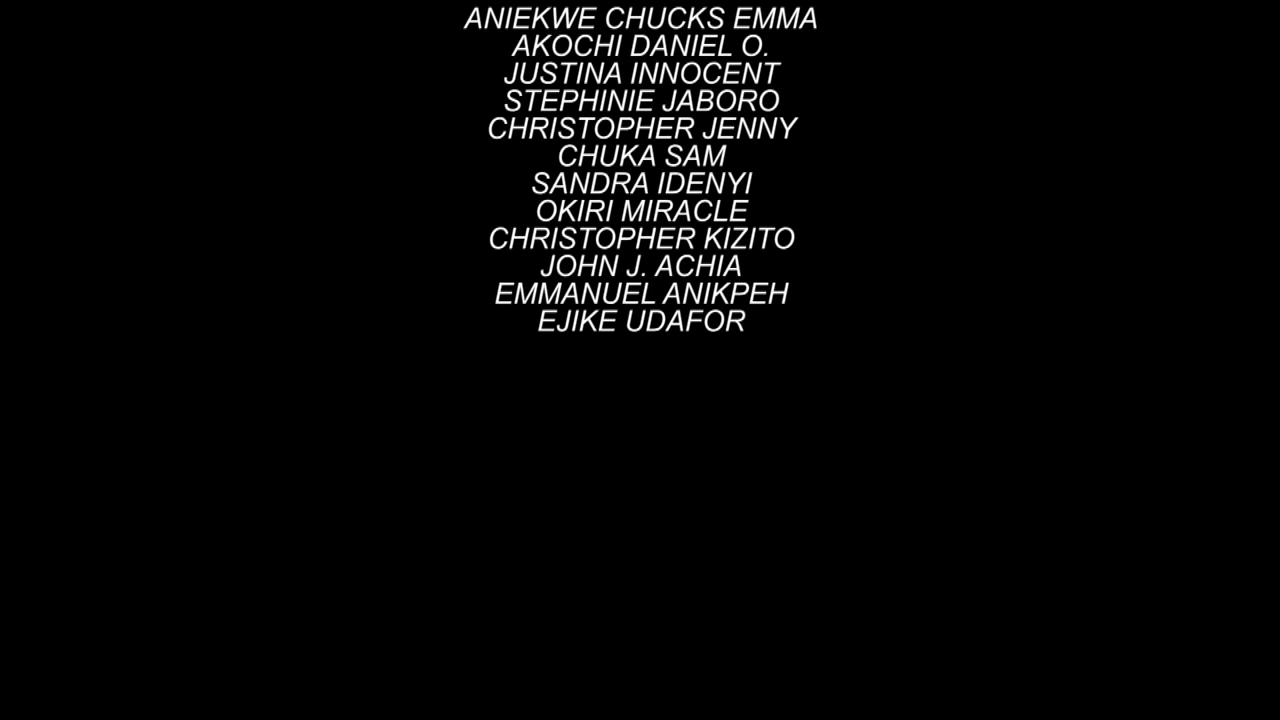 ANIEKWE CHUCKS EMMA
AKOCHI DANIEL O.
JUSTINA INNOCENT
STEPHINIE JABORO
CHRISTOPHER JENNY
CHUKA SAM
SANDRA IDENYI
OKIRI MIRACLE
CHRISTOPHER KIZITO
JOHN J. ACHIA
EMMANUEL ANIKPEH
EJIKE UDAFOR